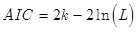 AIC = 2k − 2ln(L)